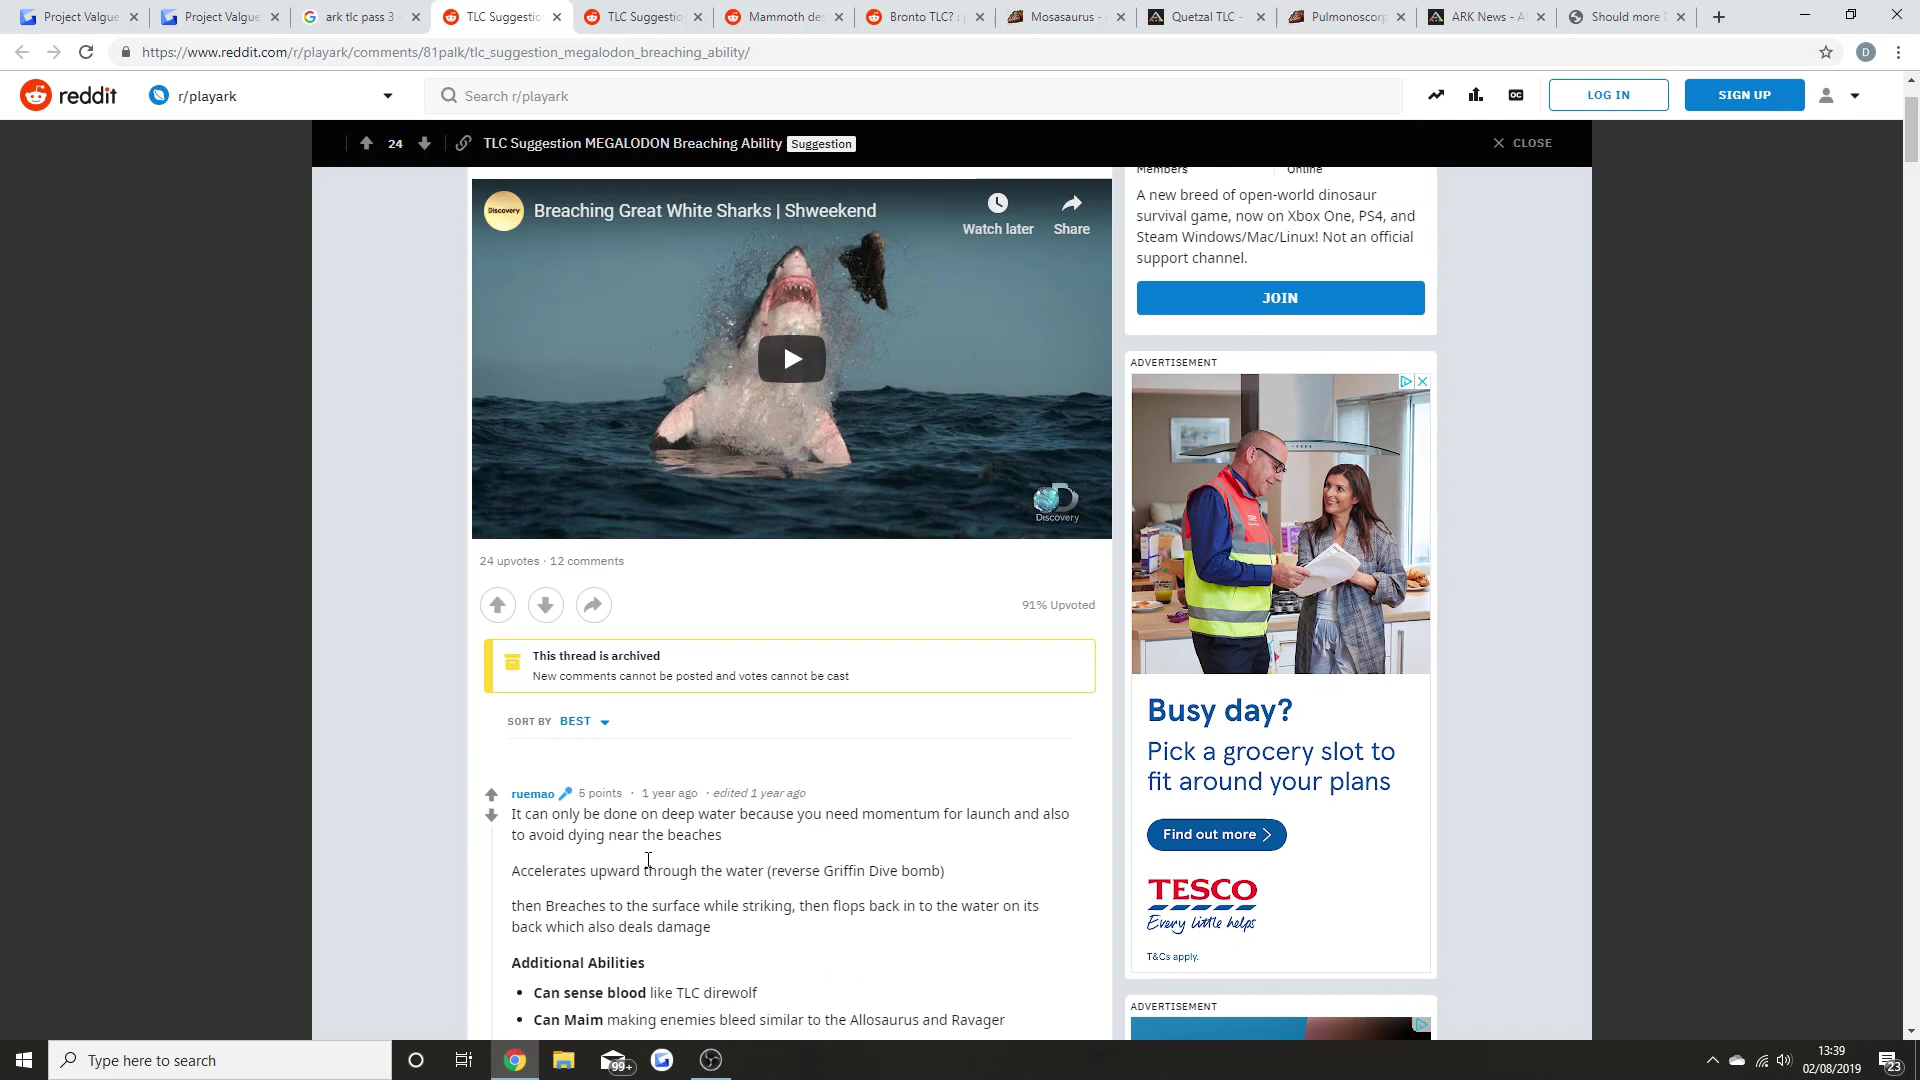 Project Valgue
Project Valgue
ark tlc pass 3 -
TLC Suggestio
TLC Suggestio
Mammoth des
Bronto TLC? : p
Mosasaurus -
Quetzal TLC -
Pulmonoscorp
ARK News - A
Should more
https://www.reddit.com/r/playark/comments/81palk/tlc_suggestion_megalodon_breaching_ability/
D
reddit
r/playark
Search r/playark
LOG IN
SIGN UP
24
TLC Suggestion MEGALODON Breaching Ability
Suggestion
CLOSE
Discovery
Breaching Great White Sharks | Shweekend
Watch later
Share
Discovery
24 upvotes · 12 comments
91% Upvoted
This thread is archived
New comments cannot be posted and votes cannot be cast
SORT BY BEST
ruemao 5 points · 1 year ago · edited 1 year ago
It can only be done on deep water because you need momentum for launch and also
to avoid dying near the beaches
Accelerates upward through the water (reverse Griffin Dive bomb)
then Breaches to the surface while striking, then flops back in to the water on its
back which also deals damage
Additional Abilities
• Can sense blood like TLC direwolf
• Can Maim making enemies bleed similar to the Allosaurus and Ravager
Members
Online
A new breed of open-world dinosaur
survival game, now on Xbox One, PS4, and
Steam Windows/Mac/Linux! Not an official
support channel.
JOIN
ADVERTISEMENT
Busy day?
Pick a grocery slot to
fit around your plans
Find out more
TESCO
Every little helps
T&Cs apply.
ADVERTISEMENT
Type here to search
99+
13:39
02/08/2019
23